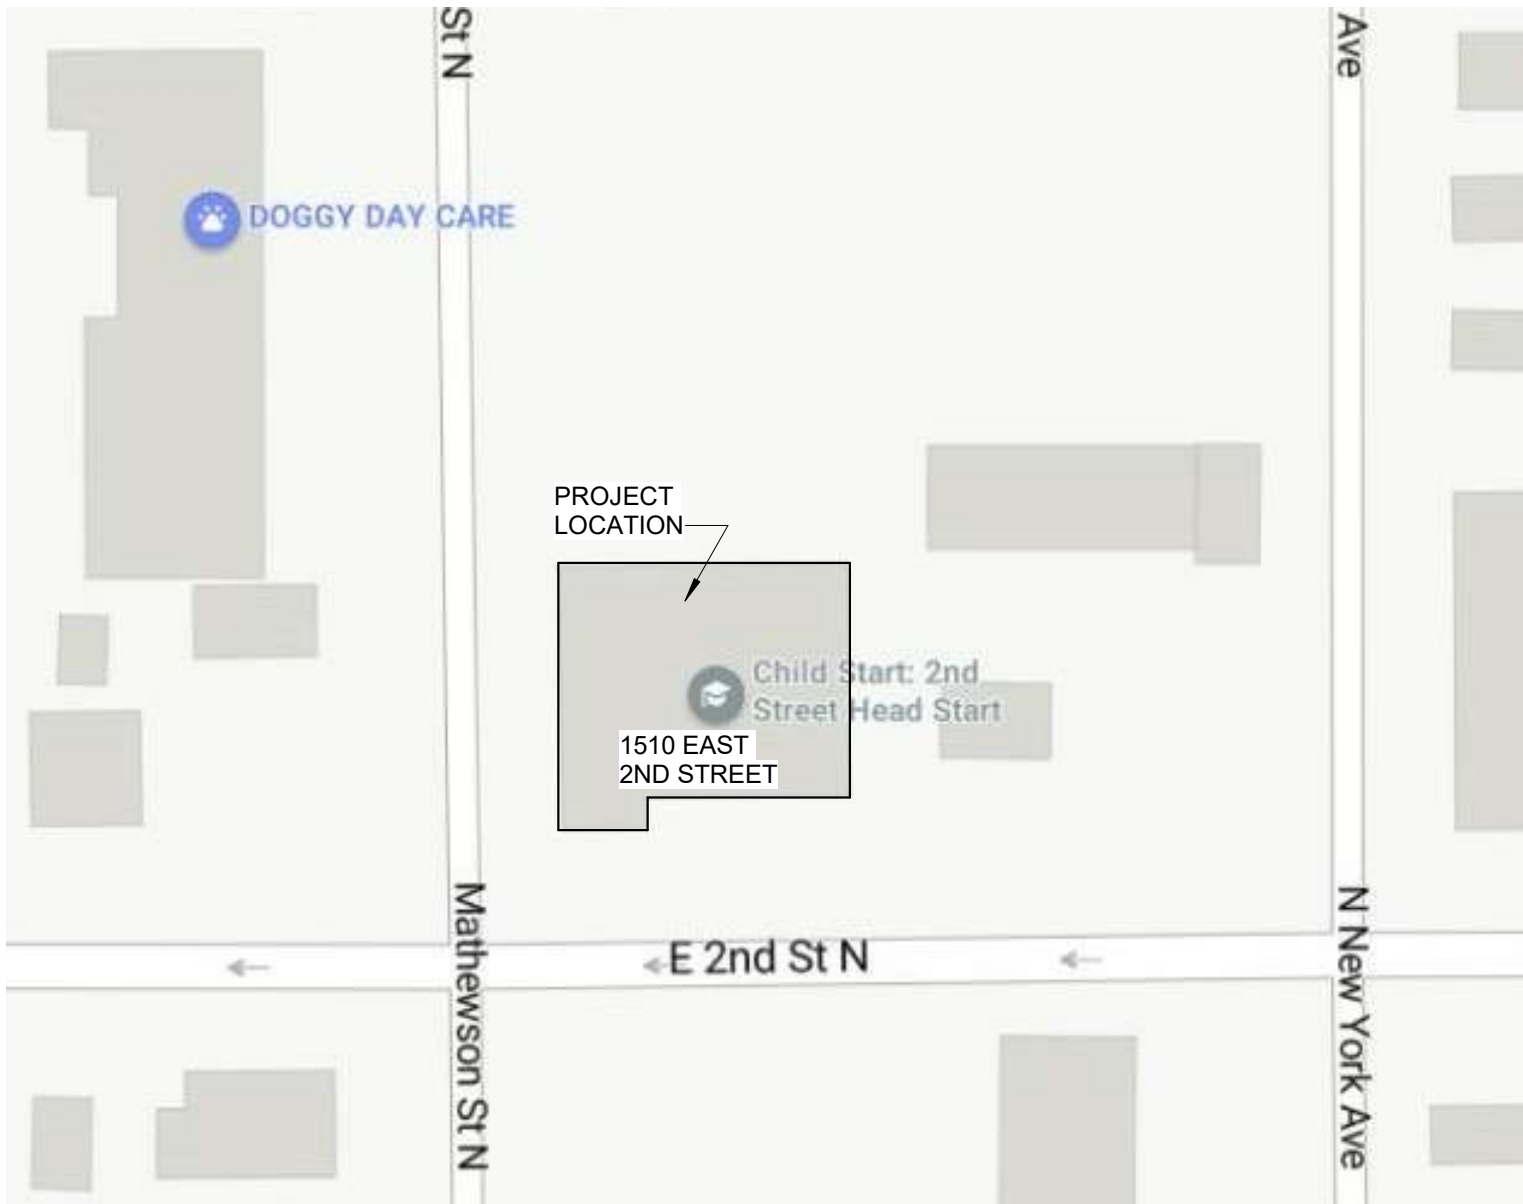 St N
Ave
DOGGY DAY CARE
PROJECT
LOCATION
Child Start: 2nd
Street Head Start
1510 EAST
2ND STREET
Mathewson St N
E 2nd St N
N New York Ave